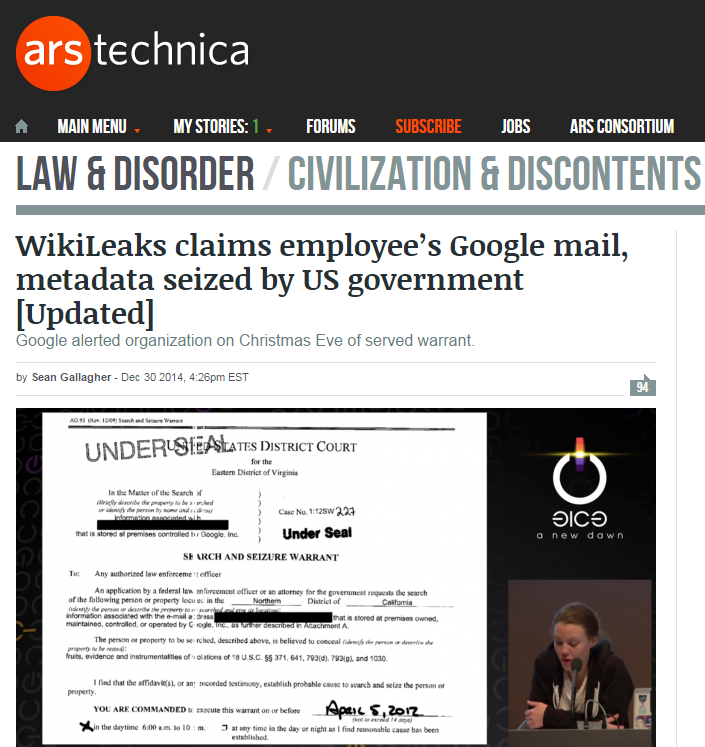 ars technica
MAIN MENU MY STORIES: 1 FORUMS SUBSCRIBE JOBS ARS CONSORTIUM
LAW & DISORDER / CIVILIZATION & DISCONTENTS
WikiLeaks claims employee’s Google mail,
metadata seized by US government
[Updated]
Google alerted organization on Christmas Eve of served warrant.
by Sean Gallagher - Dec 30 2014, 4:26pm EST
94
AO 93 (Rev. 12/09) Search and Seizure Warrant
UNDER SEAL
UNITED STATES DISTRICT COURT
for the
Eastern District of Virginia
In the Matter of the Search of
(Briefly describe the property to be searched
or identify the person by name and address)
information associated with
that is stored at premises controlled by Google, Inc.
)
)
)
)
)
Case No. 1:12SW 227
Under Seal
SEARCH AND SEIZURE WARRANT
To: Any authorized law enforcement officer
An application by a federal law enforcement officer or an attorney for the government requests the search
of the following person or property located in the Northern District of California
(identify the person or describe the property to be searched and give its location):
information associated with the e-mail address that is stored at premises owned,
maintained, controlled, or operated by Google, Inc., as further described in Attachment A.
The person or property to be searched, described above, is believed to conceal (identify the person or describe the
property to be seized):
fruits, evidence and instrumentalities of violations of 18 U.S.C. §§ 371, 641, 793(d), 793(g), and 1030.
I find that the affidavit(s), or any recorded testimony, establish probable cause to search and seize the person or
property.
YOU ARE COMMANDED to execute this warrant on or before APRIL 5, 2012
(not to exceed 14 days)
in the daytime 6:00 a.m. to 10 m. at any time in the day or night as I find reasonable cause has been
established.
a new dawn